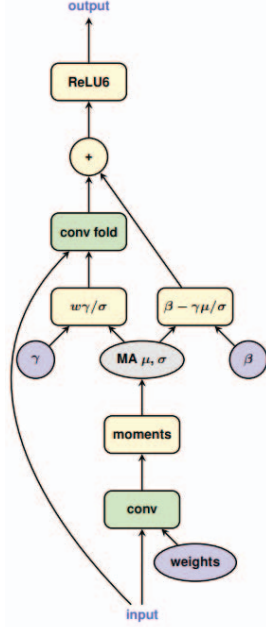 output
ReLU6
+
conv fold
wγ/σ
β − γμ/σ
γ
MA μ, σ
β
moments
conv
weights
input